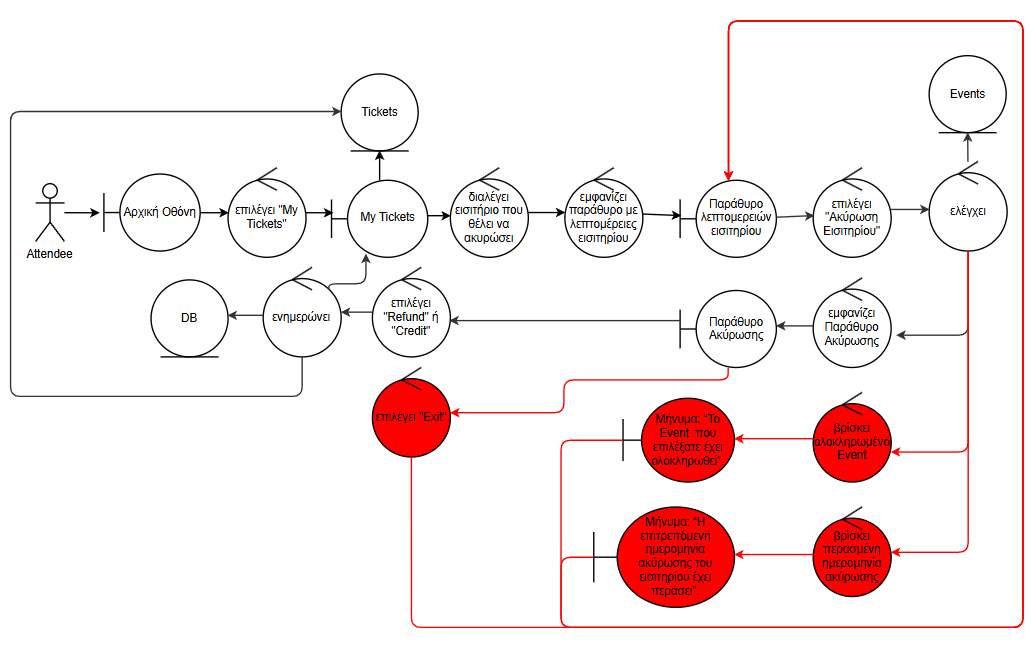 Tickets
Events
Attendee
Αρχική Οθόνη
επιλέγει "My
Tickets"
My Tickets
διαλέγει
εισιτήριο που
θέλει να
ακυρώσει
εμφανίζει
παράθυρο με
λεπτομέρειες
εισιτηρίου
Παράθυρο
λεπτομερειών
εισιτηρίου
επιλέγει
"Ακύρωση
Εισιτηρίου"
ελέγχει
DB
ενημερώνει
επιλέγει
"Refund" ή
"Credit"
Παράθυρο
Ακύρωσης
εμφανίζει
Παράθυρο
Ακύρωσης
επιλέγει "Exit"
Μήνυμα: “Το
Event που
επιλέξατε έχει
ολοκληρωθεί”.
βρίσκει
ολοκληρωμένο
Event
Μήνυμα: “Η
επιτρεπόμενη
ημερομηνία
ακύρωσης του
εισιτηρίου έχει
περάσει”.
βρίσκει
περασμένη
ημερομηνία
ακύρωσης